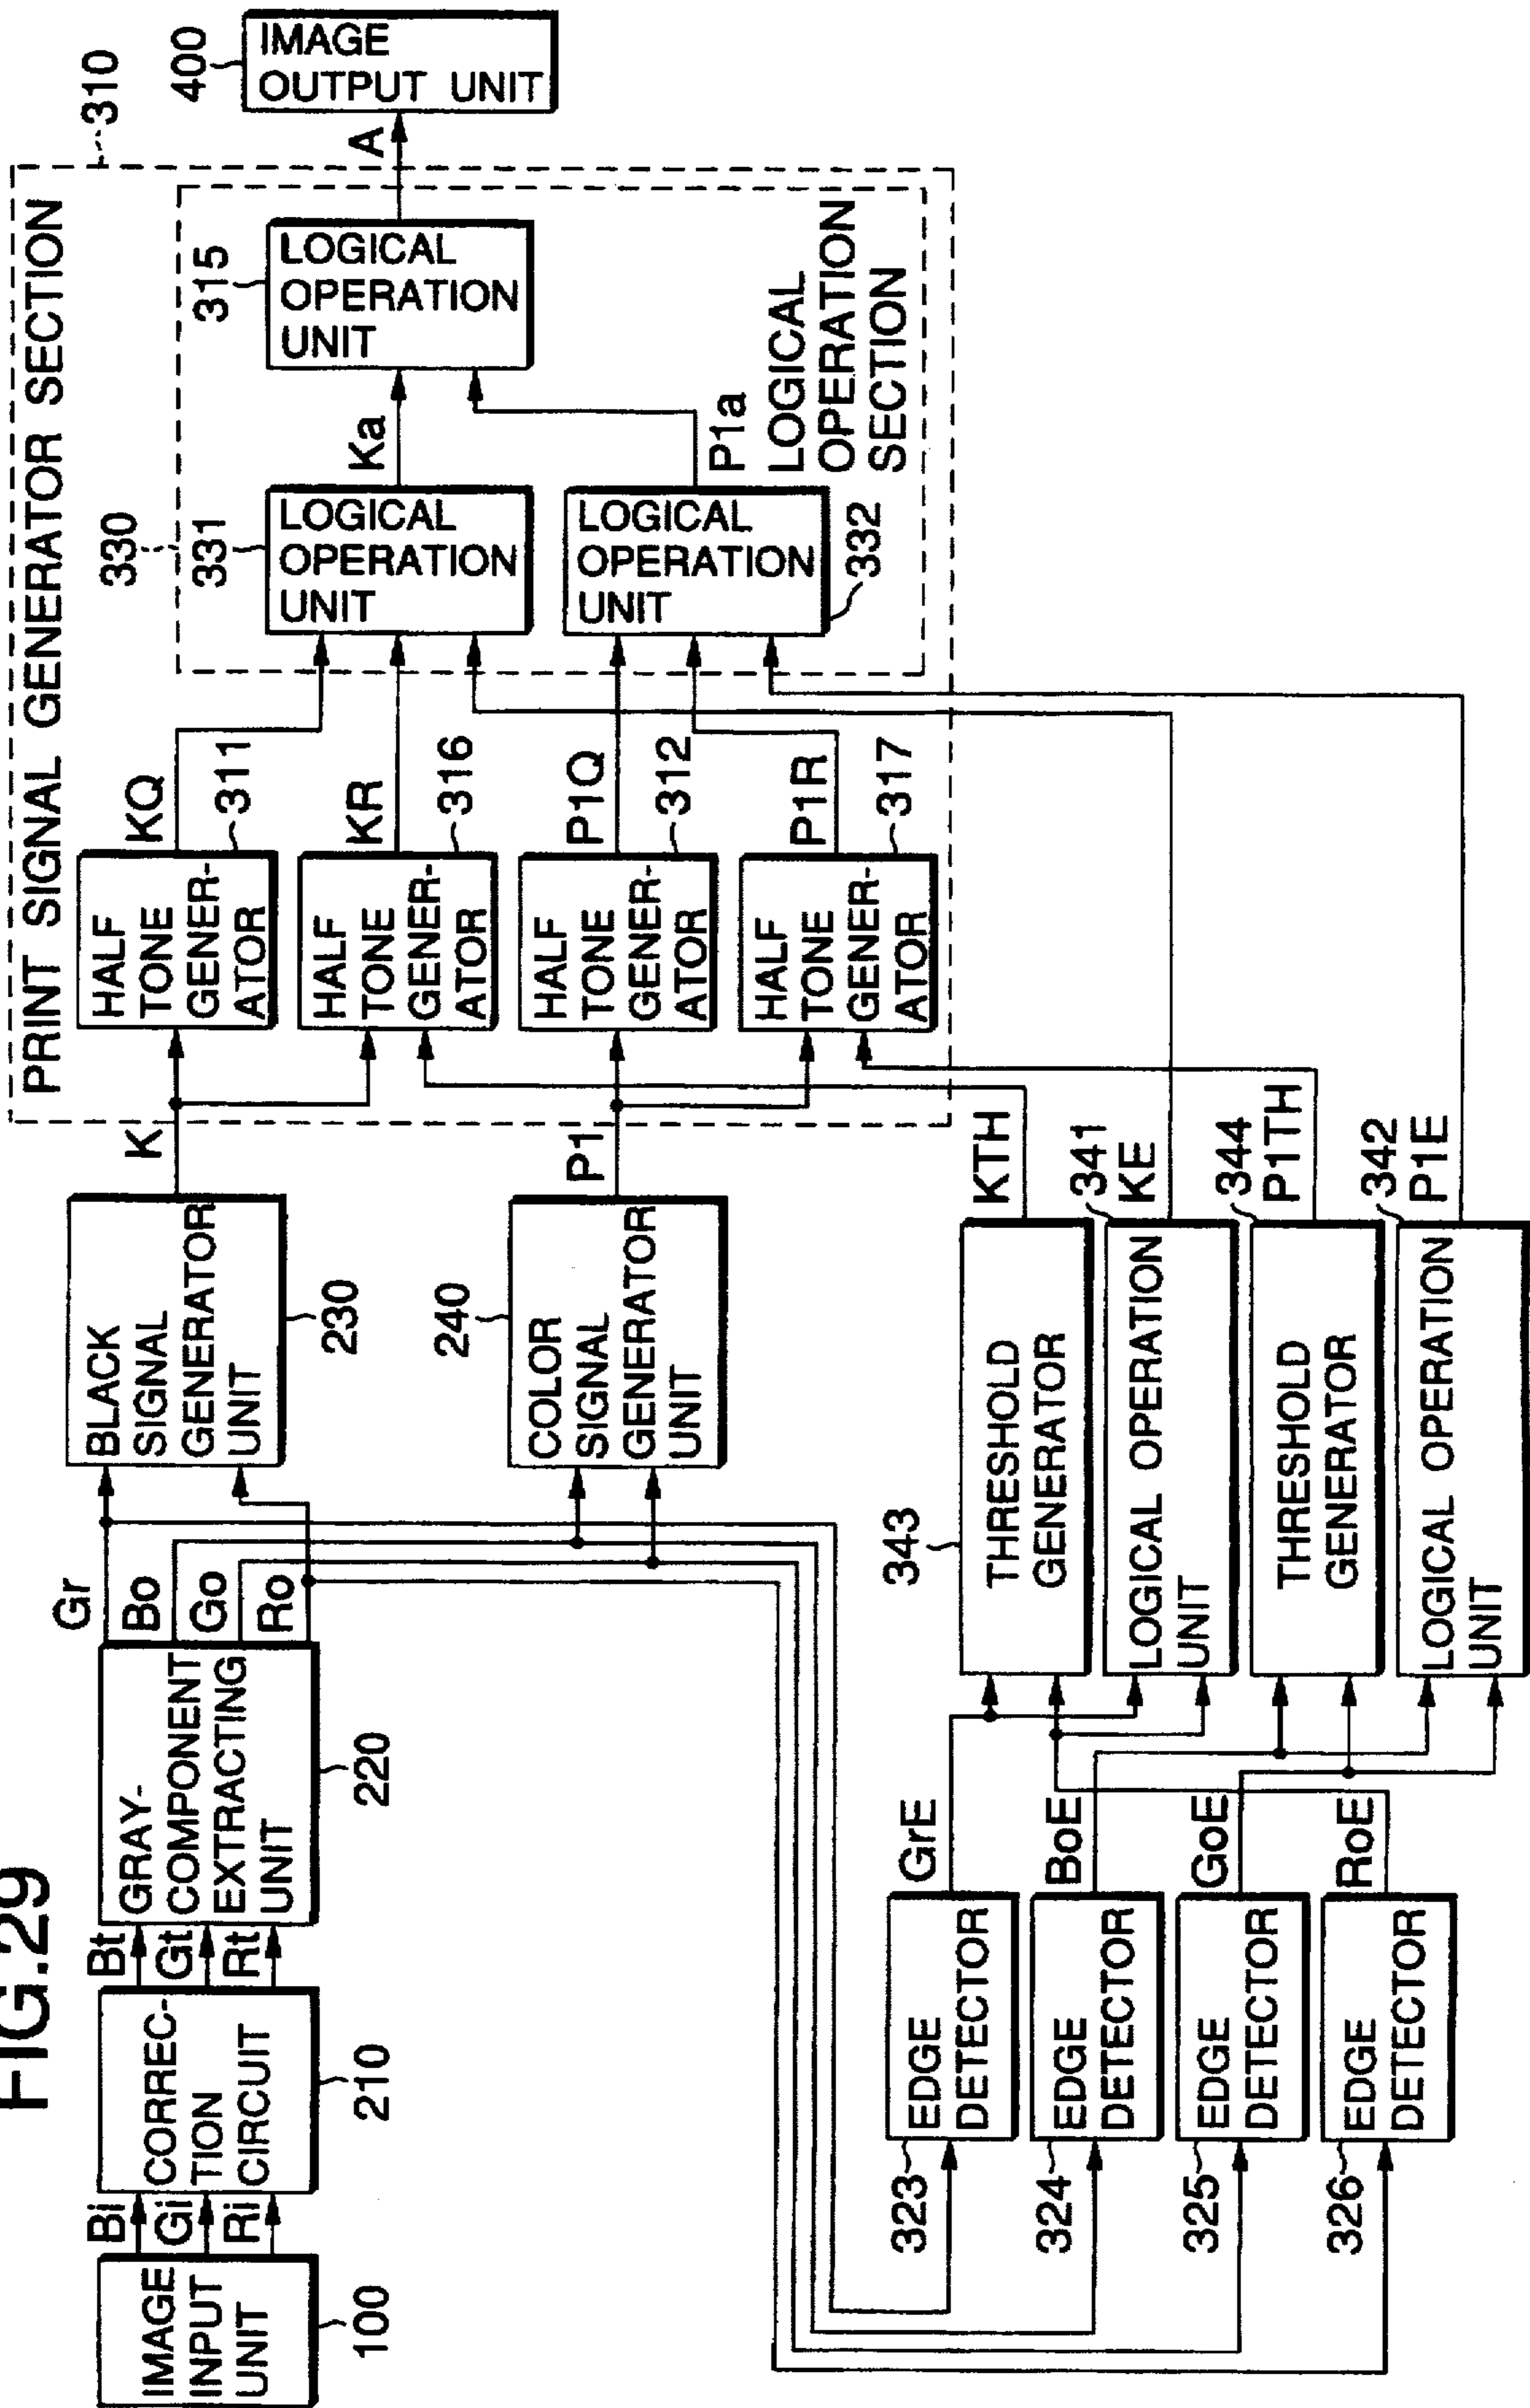 FIG.29
IMAGE
INPUT
UNIT
100
Bi
Gi
Ri
CORREC-
TION
CIRCUIT
210
Bt
Gt
Rt
GRAY-
COMPONENT
EXTRACTING
UNIT
220
Gr
Bo
Go
Ro
BLACK
SIGNAL
GENERATOR
UNIT
230
K
COLOR
SIGNAL
GENERATOR
UNIT
240
P1
PRINT SIGNAL GENERATOR SECTION
310
HALF
TONE
GENER-
ATOR
311
KQ
HALF
TONE
GENER-
ATOR
316
KR
HALF
TONE
GENER-
ATOR
312
P1Q
HALF
TONE
GENER-
ATOR
317
P1R
330
331
LOGICAL
OPERATION
UNIT
Ka
LOGICAL
OPERATION
UNIT
332
P1a
315
LOGICAL
OPERATION
UNIT
LOGICAL
OPERATION
SECTION
A
400
IMAGE
OUTPUT UNIT
323
EDGE
DETECTOR
GrE
324
EDGE
DETECTOR
BoE
325
EDGE
DETECTOR
GoE
326
EDGE
DETECTOR
RoE
343
THRESHOLD
GENERATOR
KTH
LOGICAL OPERATION
UNIT
341
KE
THRESHOLD
GENERATOR
344
P1TH
LOGICAL OPERATION
UNIT
342
P1E